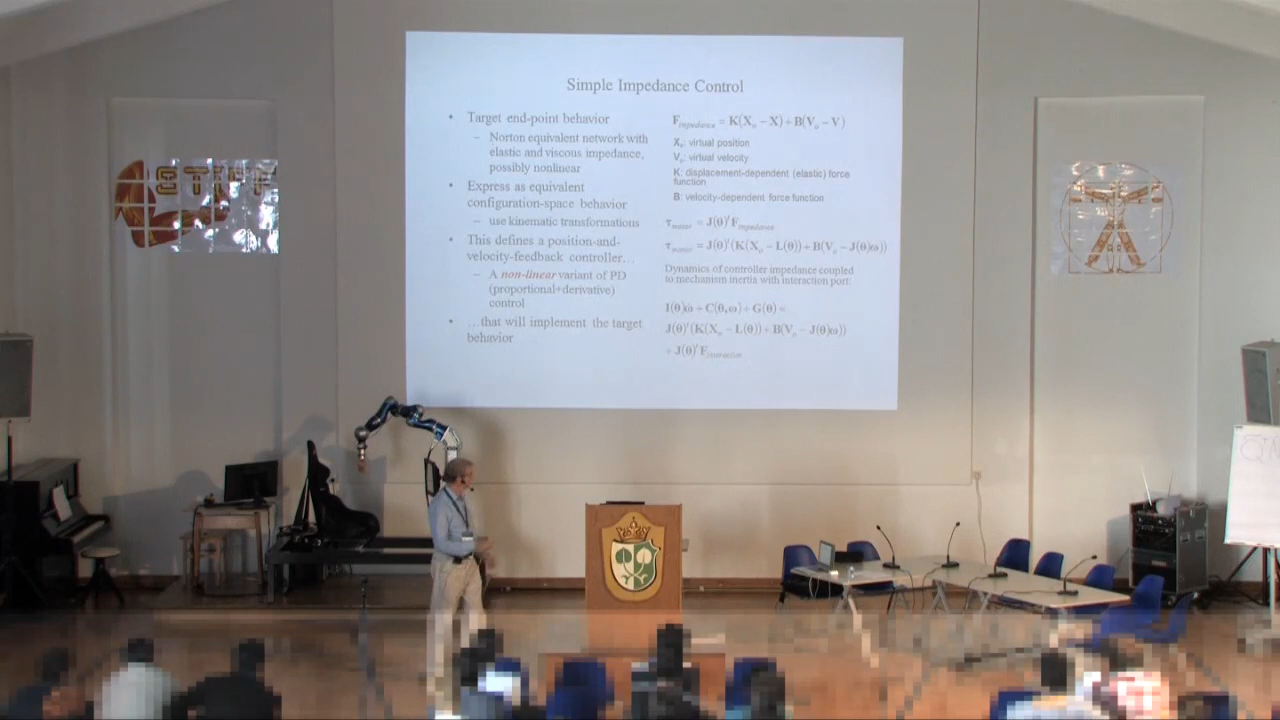 Simple Impedance Control
• Target end-point behavior
– Norton equivalent network with
elastic and viscous impedance,
possibly nonlinear
• Express as equivalent
configuration-space behavior
– use kinematic transformations
• This defines a position-and-
velocity-feedback controller…
– A non-linear variant of PD
(proportional+derivative)
control
• …that will implement the target
behavior
F_impedance = K(X_o − X) + B(V_o − V)
X_o: virtual position
V_o: virtual velocity
K: displacement-dependent (elastic) force
function
B: velocity-dependent force function
τ_motor = J(θ)^t F_impedance
τ_motor = J(θ)^t (K(X_o − L(θ)) + B(V_o − J(θ)ω))
Dynamics of controller impedance coupled
to mechanism inertia with interaction port:
I(θ)ω̇ + C(θ,ω) + G(θ) =
J(θ)^t (K(X_o − L(θ)) + B(V_o − J(θ)ω))
+ J(θ)^t F_interaction
STIFF